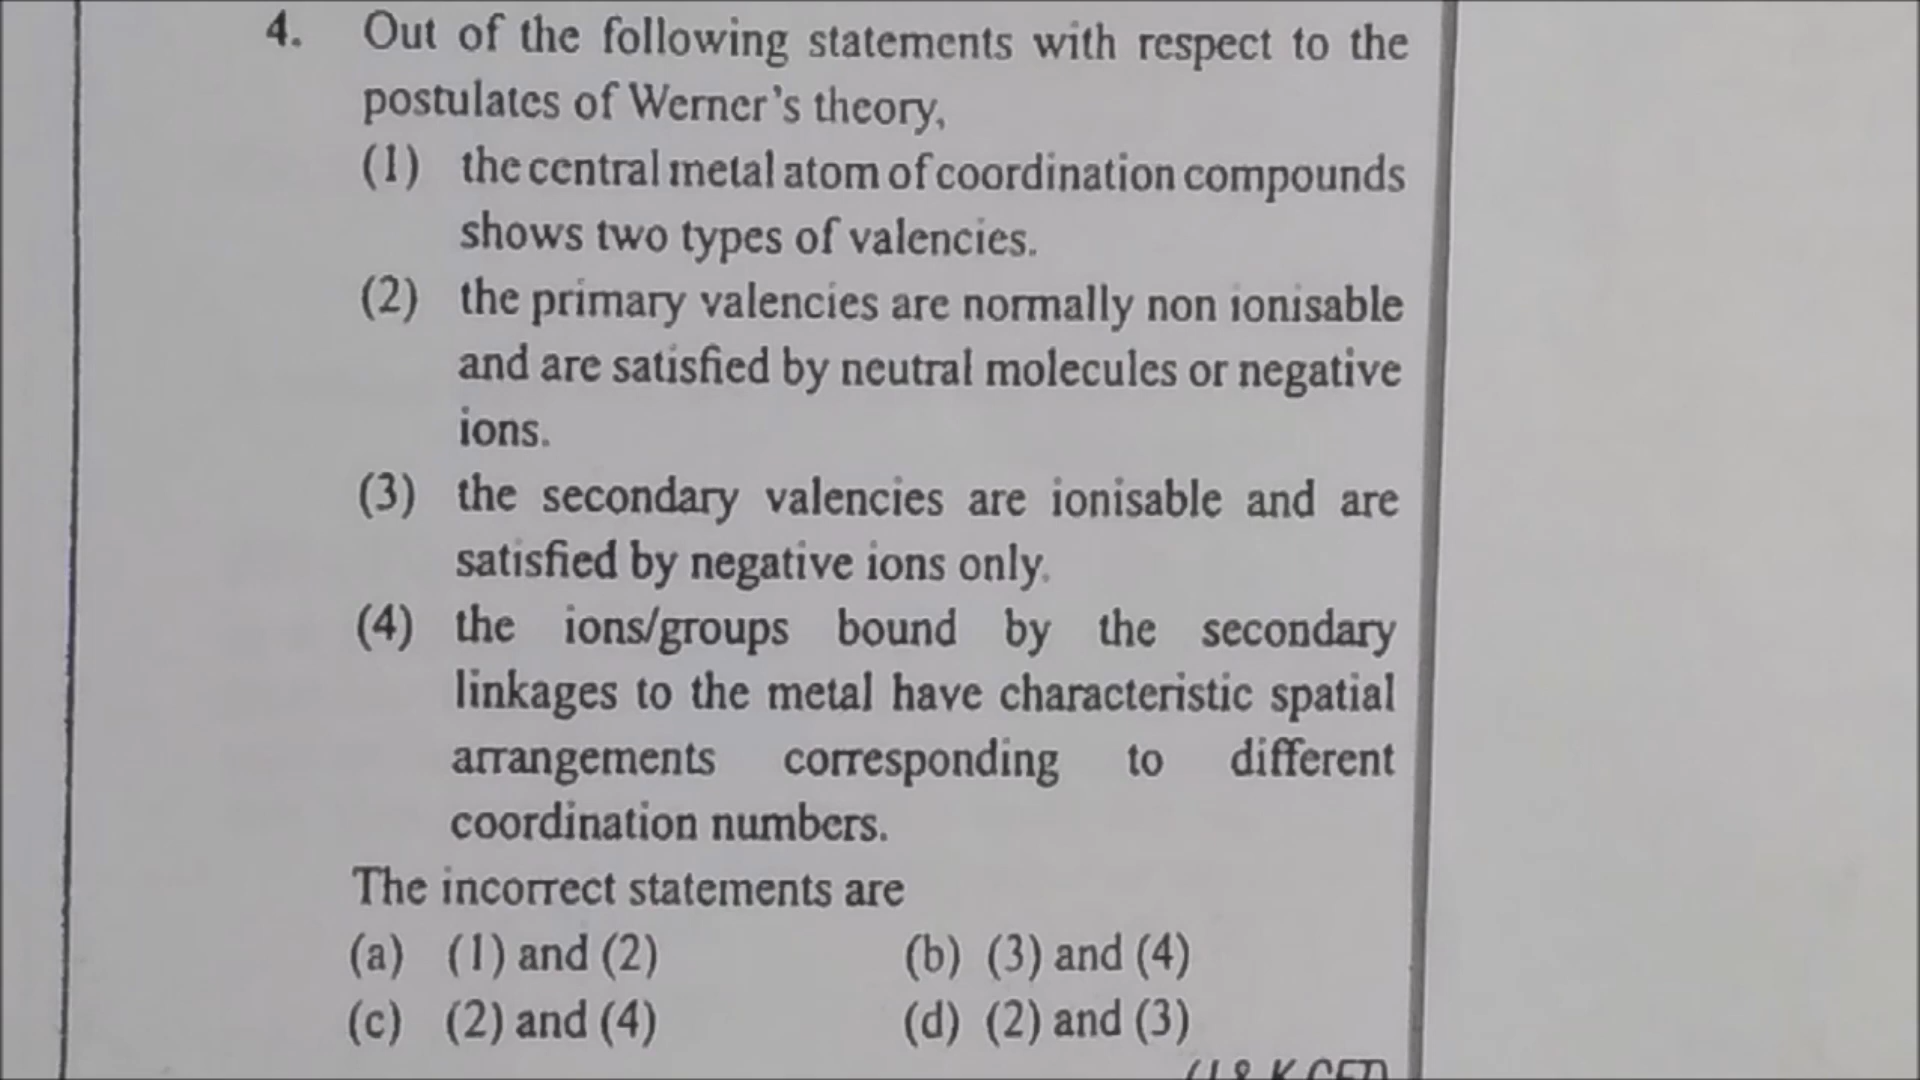 4. Out of the following statements with respect to the
postulates of Werner's theory,
(1) the central metal atom of coordination compounds
shows two types of valencies.
(2) the primary valencies are normally non ionisable
and are satisfied by neutral molecules or negative
ions.
(3) the secondary valencies are ionisable and are
satisfied by negative ions only.
(4) the ions/groups bound by the secondary
linkages to the metal have characteristic spatial
arrangements corresponding to different
coordination numbers.
The incorrect statements are
(a) (1) and (2) (b) (3) and (4)
(c) (2) and (4) (d) (2) and (3)
(J & K CET)